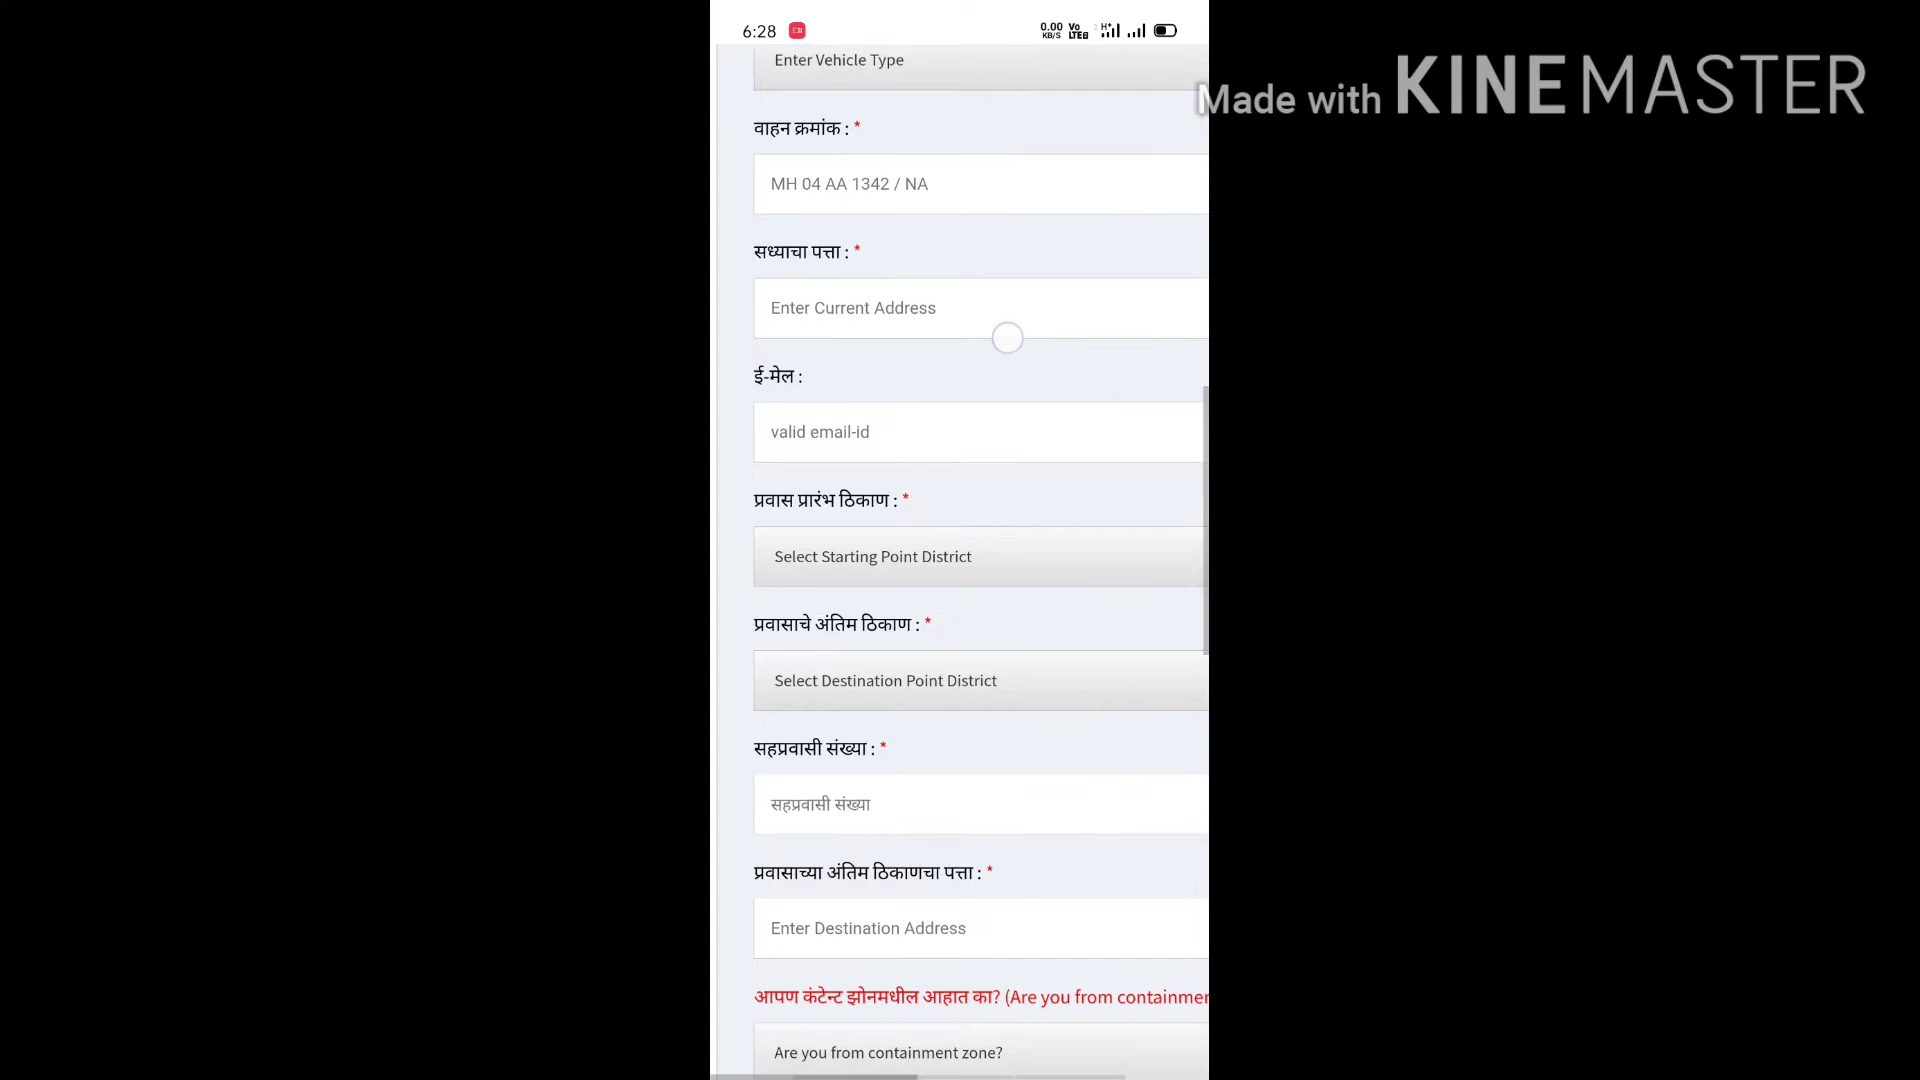 6:28
0.00 KB/S Vo LTE2 H+
Made with KINEMASTER
Enter Vehicle Type
वाहन क्रमांक : *
MH 04 AA 1342 / NA
सध्याचा पत्ता : *
Enter Current Address
ई-मेल :
valid email-id
प्रवास प्रारंभ ठिकाण : *
Select Starting Point District
प्रवासाचे अंतिम ठिकाण : *
Select Destination Point District
सहप्रवासी संख्या : *
सहप्रवासी संख्या
प्रवासाच्या अंतिम ठिकाणचा पत्ता : *
Enter Destination Address
आपण कंटेन्ट झोनमधील आहात का? (Are you from containmen
Are you from containment zone?